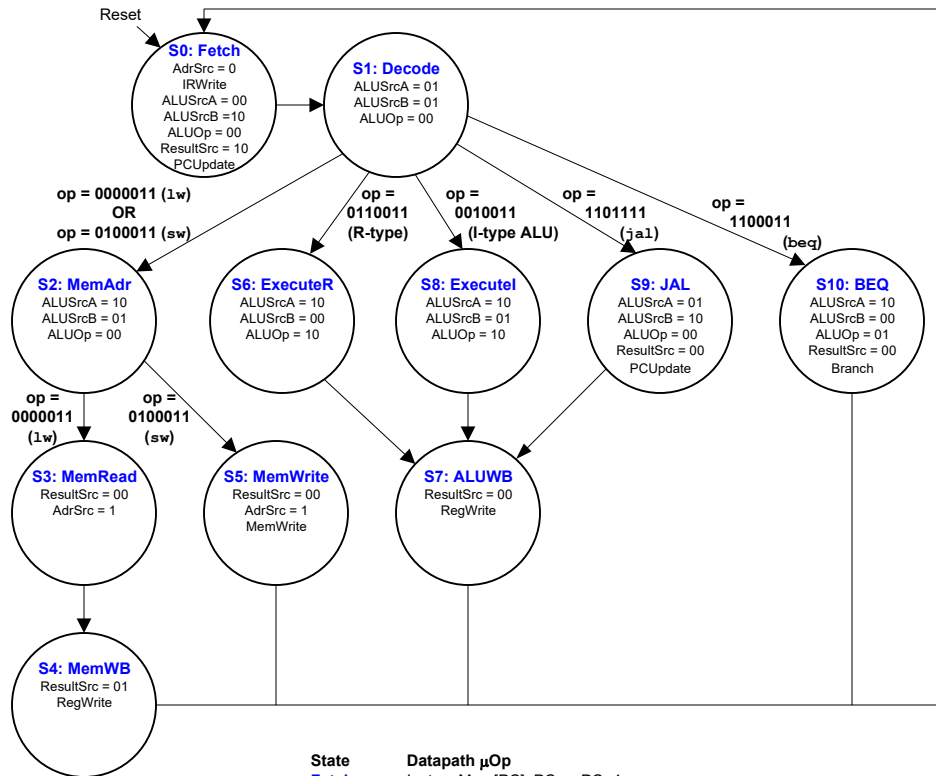 Reset
S0: Fetch
AdrSrc = 0
IRWrite
ALUSrcA = 00
ALUSrcB =10
ALUOp = 00
ResultSrc = 10
PCUpdate
S1: Decode
ALUSrcA = 01
ALUSrcB = 01
ALUOp = 00
op = 0000011 (lw)
OR
op = 0100011 (sw)
op =
0110011
(R-type)
op =
0010011
(I-type ALU)
op =
1101111
(jal)
op =
1100011
(beq)
S2: MemAdr
ALUSrcA = 10
ALUSrcB = 01
ALUOp = 00
S6: ExecuteR
ALUSrcA = 10
ALUSrcB = 00
ALUOp = 10
S8: ExecuteI
ALUSrcA = 10
ALUSrcB = 01
ALUOp = 10
S9: JAL
ALUSrcA = 01
ALUSrcB = 10
ALUOp = 00
ResultSrc = 00
PCUpdate
S10: BEQ
ALUSrcA = 10
ALUSrcB = 00
ALUOp = 01
ResultSrc = 00
Branch
op =
0000011
(lw)
op =
0100011
(sw)
S3: MemRead
ResultSrc = 00
AdrSrc = 1
S5: MemWrite
ResultSrc = 00
AdrSrc = 1
MemWrite
S7: ALUWB
ResultSrc = 00
RegWrite
S4: MemWB
ResultSrc = 01
RegWrite
State Datapath μOp